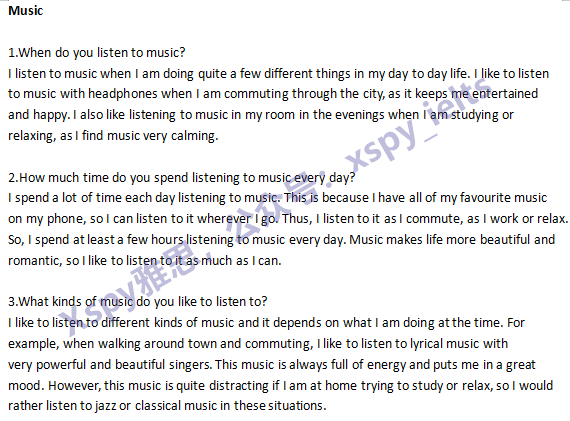 Music
1.When do you listen to music?
I listen to music when I am doing quite a few different things in my day to day life. I like to listen
to music with headphones when I am commuting through the city, as it keeps me entertained
and happy. I also like listening to music in my room in the evenings when I am studying or
relaxing, as I find music very calming.
2.How much time do you spend listening to music every day?
I spend a lot of time each day listening to music. This is because I have all of my favourite music
on my phone, so I can listen to it wherever I go. Thus, I listen to it as I commute, as I work or relax.
So, I spend at least a few hours listening to music every day. Music makes life more beautiful and
romantic, so I like to listen to it as much as I can.
3.What kinds of music do you like to listen to?
I like to listen to different kinds of music and it depends on what I am doing at the time. For
example, when walking around town and commuting, I like to listen to lyrical music with
very powerful and beautiful singers. This music is always full of energy and puts me in a great
mood. However, this music is quite distracting if I am at home trying to study or relax, so I would
rather listen to jazz or classical music in these situations.
Xspy雅思，公众号：xspy_ielts